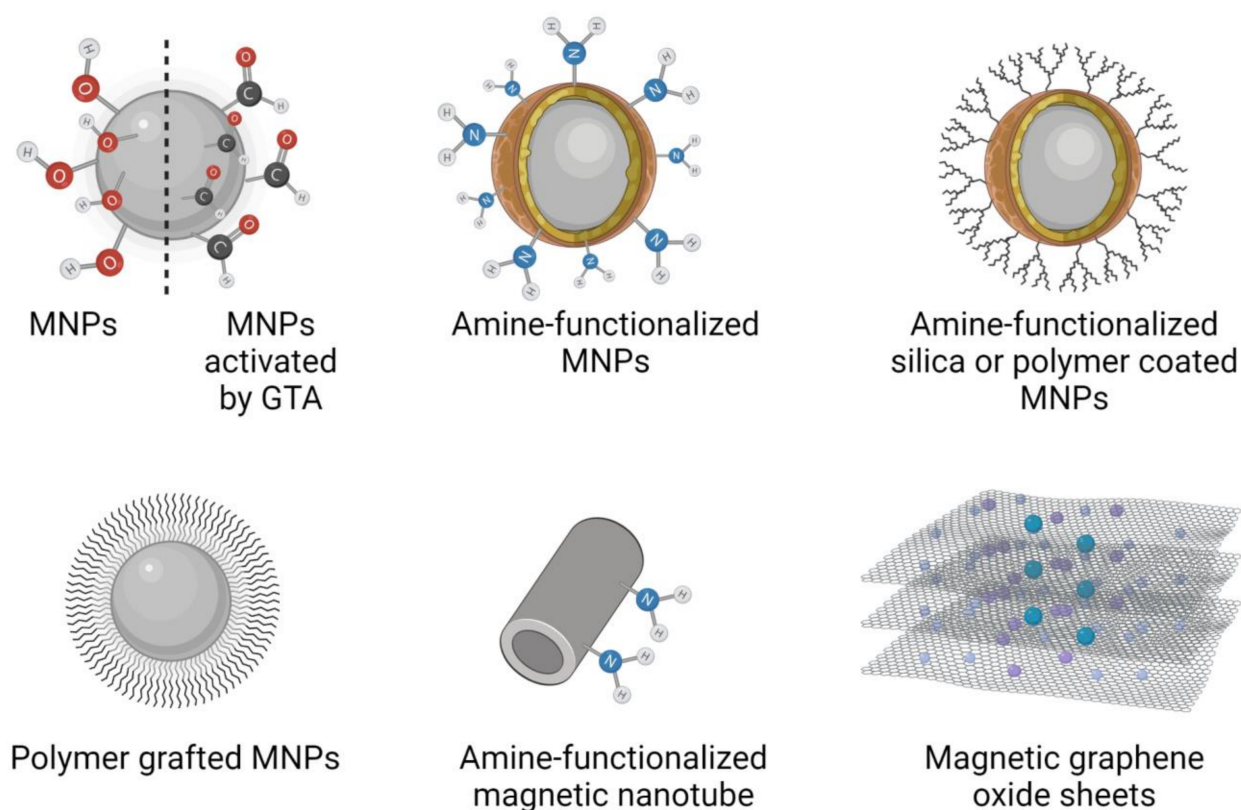 MNPs
MNPs
activated
by GTA
Amine-functionalized
MNPs
Amine-functionalized
silica or polymer coated
MNPs
Polymer grafted MNPs
Amine-functionalized
magnetic nanotube
Magnetic graphene
oxide sheets
H
O
H
O
H
O
H
O
H
O
O
C
H
O
C
H
O
C
H
O
C
H
O
C
H
H
H
N
H
H
N
H
H
N
H
H
N
H
H
N
H
H
N
H
H
N
H
H
N
H
H
N
N
H
H
N
H
H